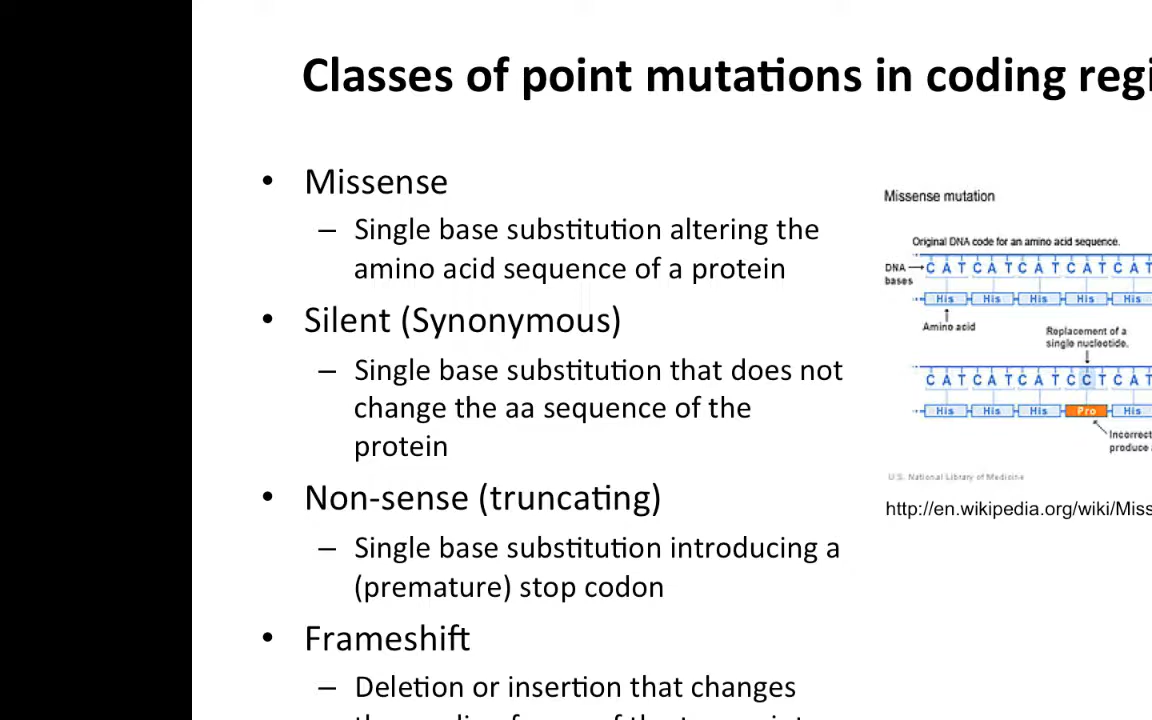 Classes of point mutations in coding regi
• Missense
– Single base substitution altering the
amino acid sequence of a protein
• Silent (Synonymous)
– Single base substitution that does not
change the aa sequence of the
protein
• Non-sense (truncating)
– Single base substitution introducing a
(premature) stop codon
• Frameshift
– Deletion or insertion that changes
Missense mutation
Original DNA code for an amino acid sequence.
DNA bases
C A T C A T C A T C A T C A T
His His His His His
Amino acid
Replacement of a
single nucleotide.
C A T C A T C A T C C T C A T
His His His Pro His
Incorrect
produce
U.S. National Library of Medicine
http://en.wikipedia.org/wiki/Miss